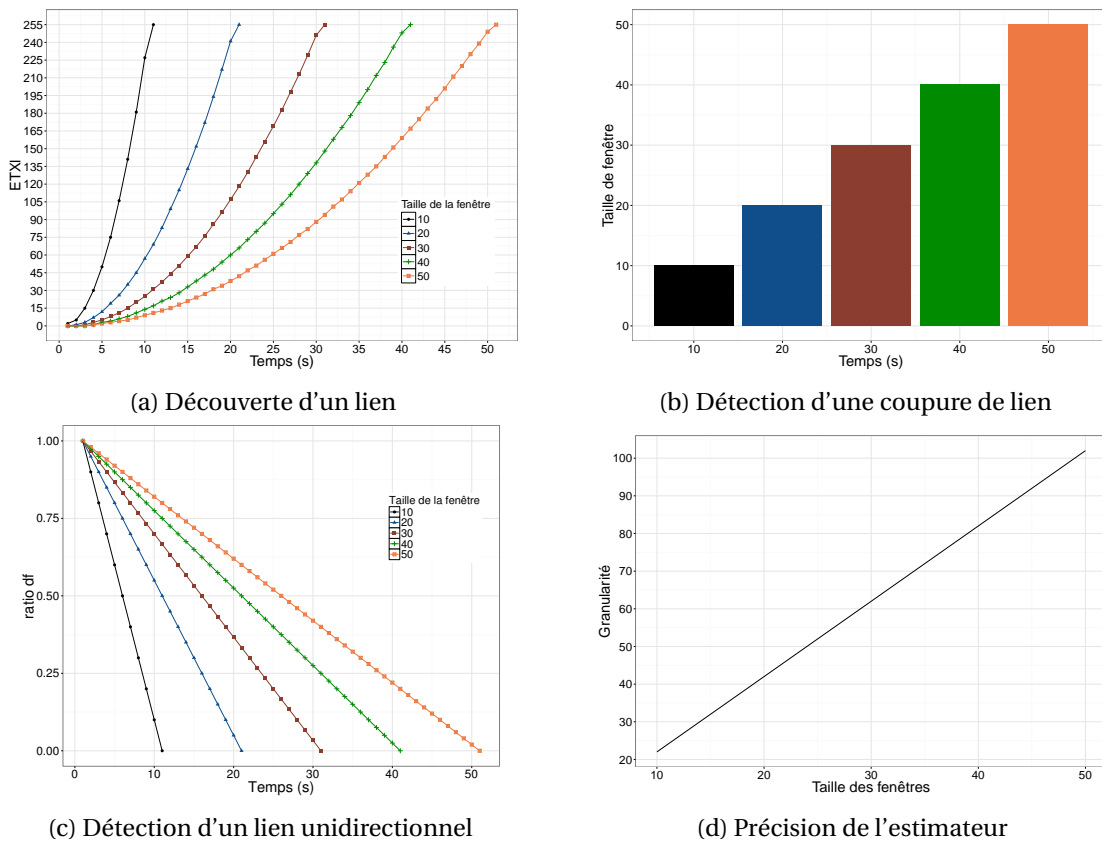 ETXI
255
240
225
210
195
180
165
150
135
120
105
90
75
60
45
30
15
0
0 5 10 15 20 25 30 35 40 45 50
Temps (s)
Taille de la fenêtre
10
20
30
40
50
(a) Découverte d'un lien
Taille de fenêtre
50
40
30
20
10
0
10 20 30 40 50
Temps (s)
(b) Détection d'une coupure de lien
ratio df
1.00
0.75
0.50
0.25
0.00
0 10 20 30 40 50
Temps (s)
Taille de la fenêtre
10
20
30
40
50
(c) Détection d'un lien unidirectionnel
Granularité
100
90
80
70
60
50
40
30
20
10 20 30 40 50
Taille des fenêtres
(d) Précision de l'estimateur